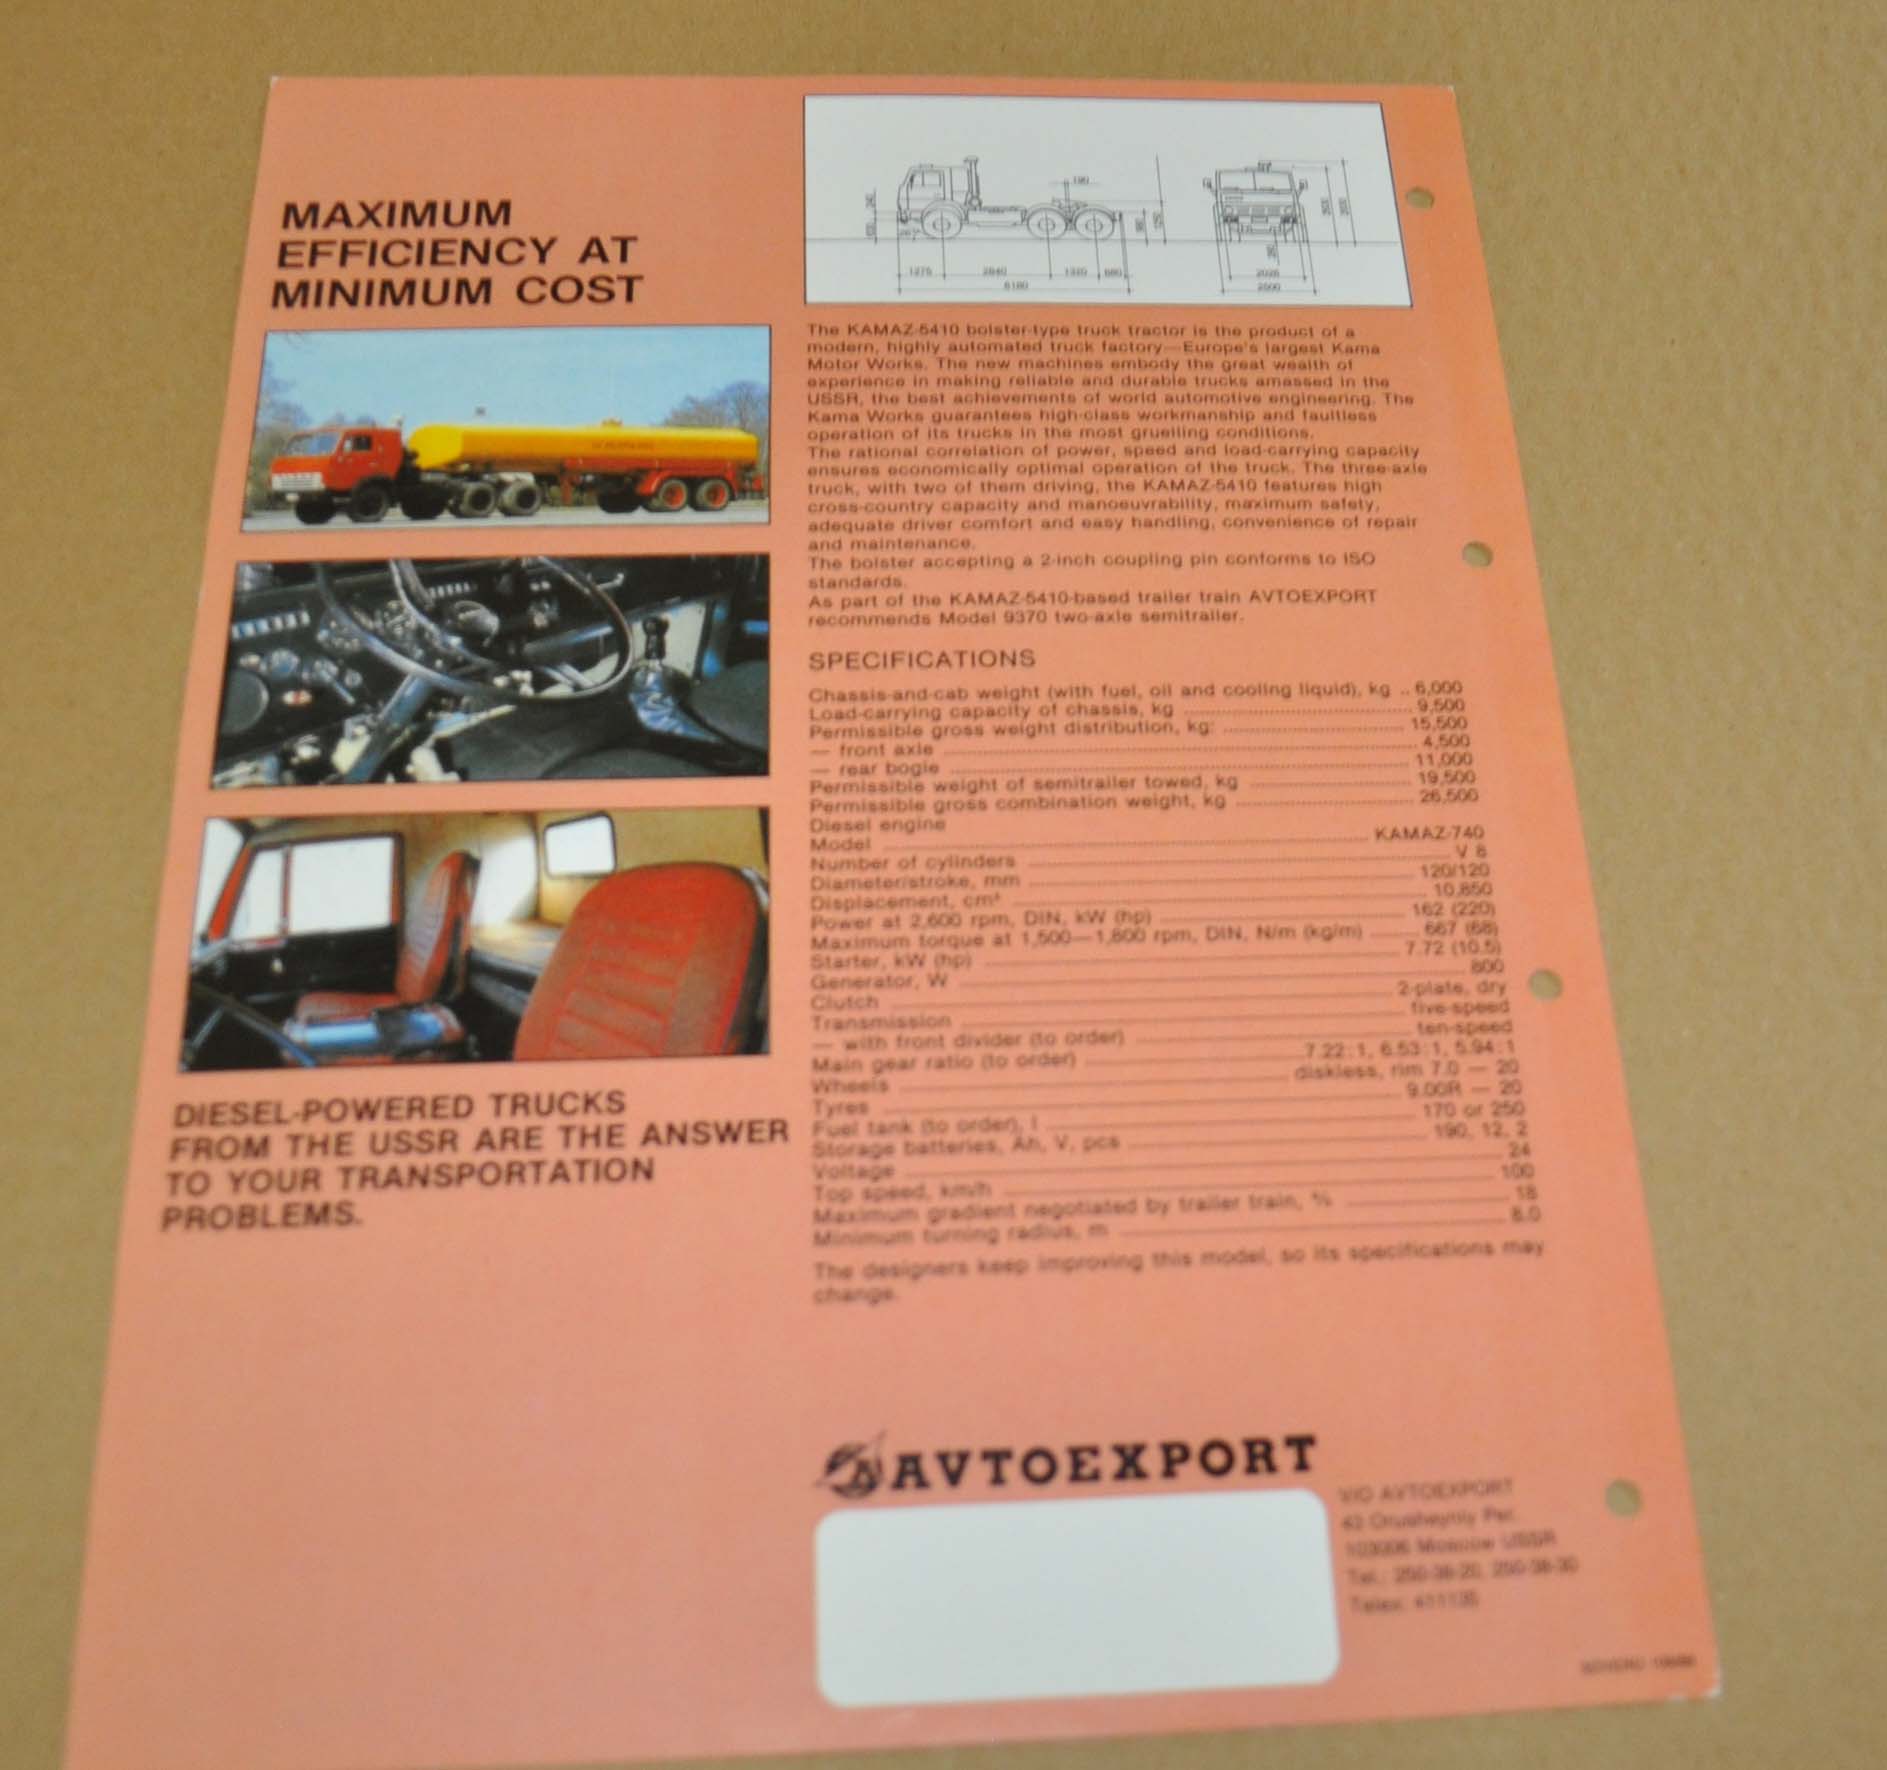 MAXIMUM
EFFICIENCY AT
MINIMUM COST
190
1275
2840
1320
6180
2026
2500
The KAMAZ-5410 bolster-type truck tractor is the product of a
modern, highly automated truck factory—Europe's largest Kama
Motor Works. The new machines embody the great wealth of
experience in making reliable and durable trucks amassed in the
USSR, the best achievements of world automotive engineering. The
Kama Works guarantees high-class workmanship and faultless
operation of its trucks in the most gruelling conditions.
The rational correlation of power, speed and load-carrying capacity
ensures economically optimal operation of the truck. The three-axle
truck, with two of them driving, the KAMAZ-5410 features high
cross-country capacity and manoeuvrability, maximum safety,
adequate driver comfort and easy handling, convenience of repair
and maintenance.
The bolster accepting a 2-inch coupling pin conforms to ISO
standards.
As part of the KAMAZ-5410-based trailer train AVTOEXPORT
recommends Model 9370 two-axle semitrailer.
SPECIFICATIONS
Chassis-and-cab weight (with fuel, oil and cooling liquid), kg .. 6,000
Load-carrying capacity of chassis, kg ..... 9,500
Permissible gross weight distribution, kg: ..... 15,500
— front axle ..... 4,500
— rear bogie ..... 11,000
Permissible weight of semitrailer towed, kg ..... 19,500
Permissible gross combination weight, kg ..... 26,500
Diesel engine
Model ..... KAMAZ-740
Number of cylinders ..... V 8
Diameter/stroke, mm ..... 120/120
Displacement, cm³ ..... 10,850
Power at 2,600 rpm, DIN, kW (hp) ..... 162 (220)
Maximum torque at 1,500—1,800 rpm, DIN, N/m (kg/m) ..... 667 (68)
Starter, kW (hp) ..... 7.72 (10.5)
Generator, W ..... 800
Clutch ..... 2-plate, dry
Transmission ..... five-speed
— with front divider (to order) ..... ten-speed
Main gear ratio (to order) ..... 7.22:1, 6.53:1, 5.94:1
Wheels ..... diskless, rim 7.0 — 20
Tyres ..... 9.00R — 20
Fuel tank (to order), l ..... 170 or 250
Storage batteries, Ah, V, pcs ..... 190, 12, 2
Voltage ..... 24
Top speed, km/h ..... 100
Maximum gradient negotiated by trailer train, % ..... 18
Minimum turning radius, m ..... 8.0
The designers keep improving this model, so its specifications may
change.
DIESEL-POWERED TRUCKS
FROM THE USSR ARE THE ANSWER
TO YOUR TRANSPORTATION
PROBLEMS.
AVTOEXPORT
V/O AVTOEXPORT
Per.
103006 Moscow USSR
Tel.: 250-38-20, 250-38-30
Telex: 411135